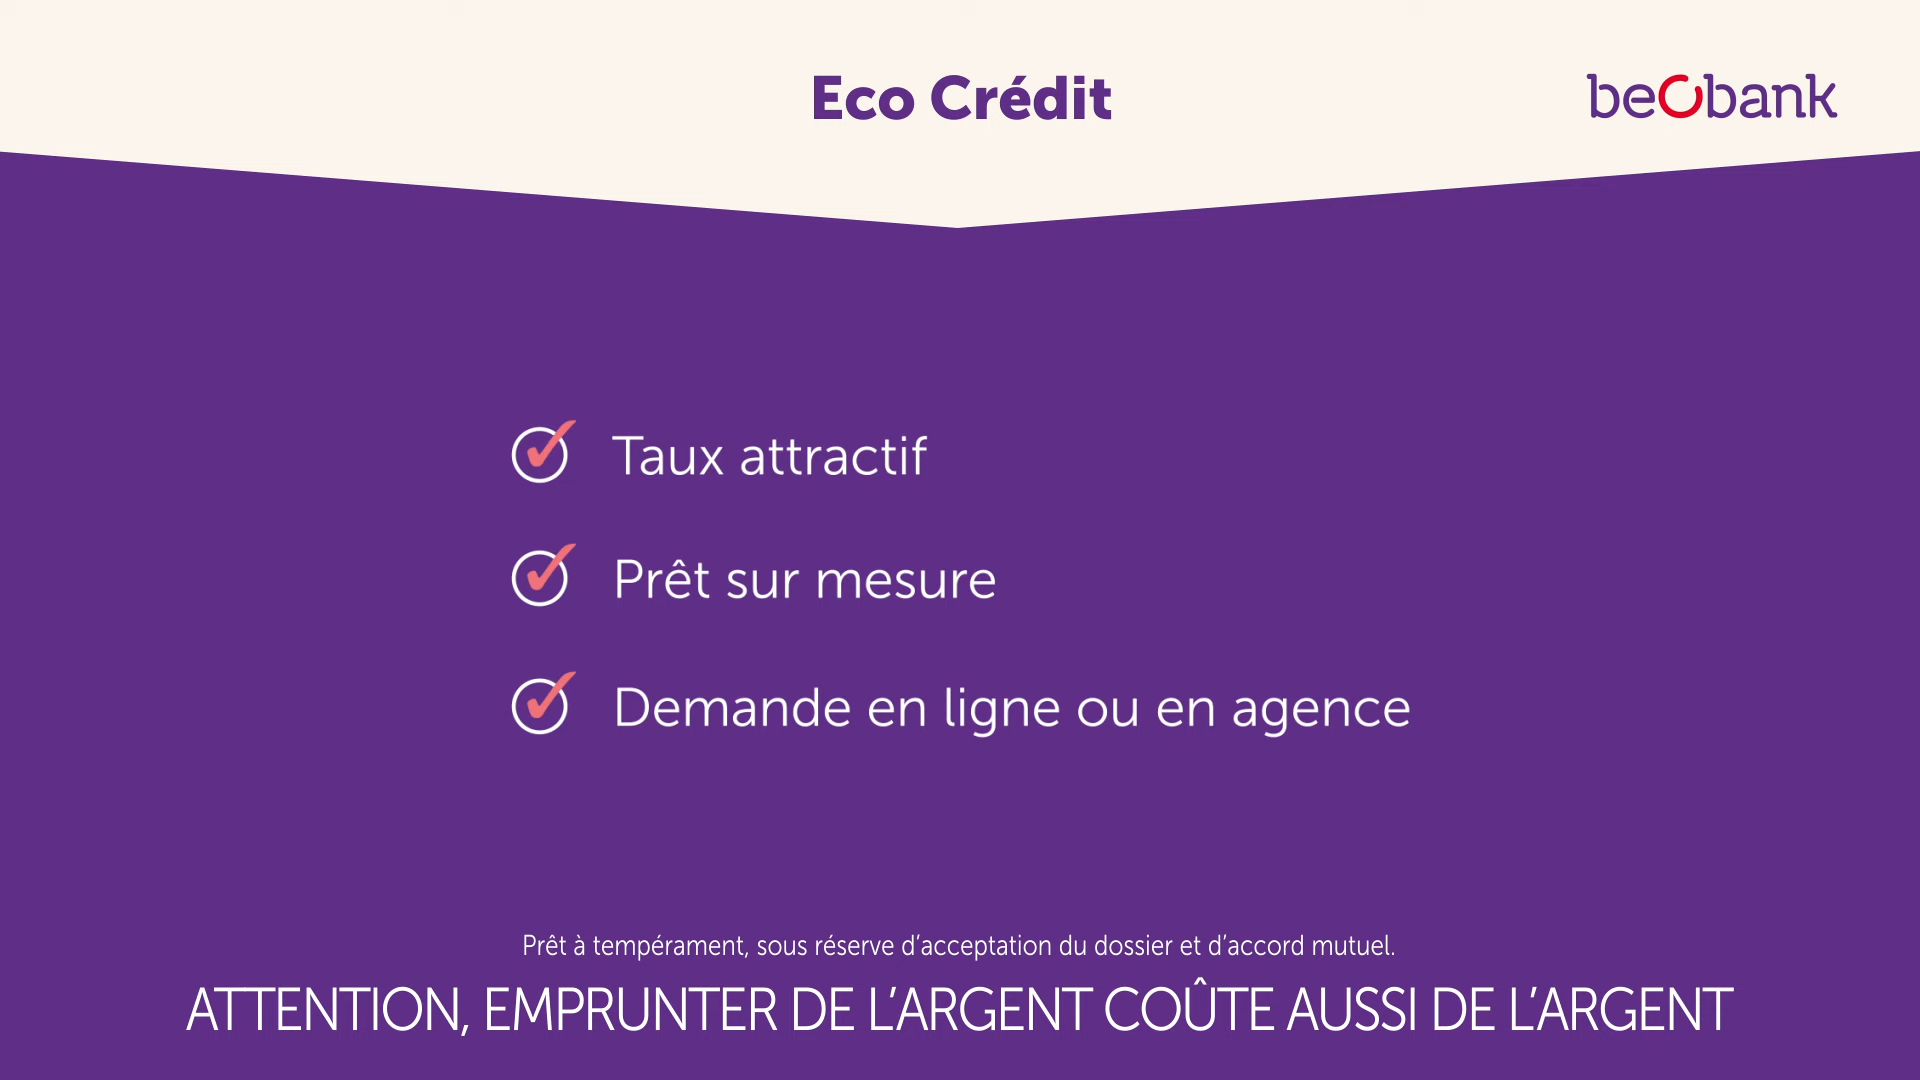 Eco Crédit
beobank
Taux attractif
Prêt sur mesure
Demande en ligne ou en agence
Prêt à tempérament, sous réserve d’acceptation du dossier et d’accord mutuel.
ATTENTION, EMPRUNTER DE L’ARGENT COÛTE AUSSI DE L’ARGENT